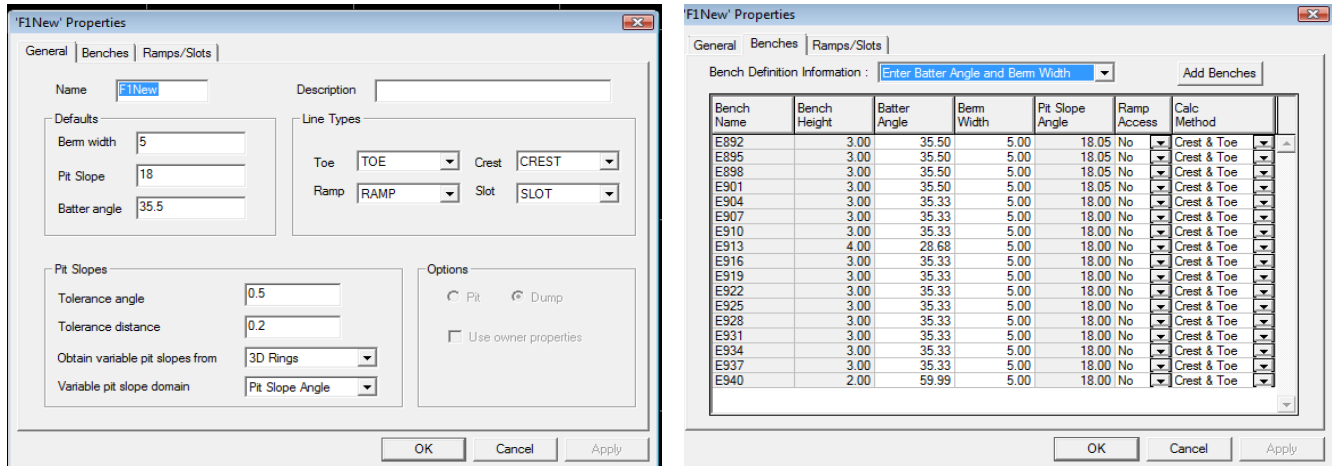 'F1New' Properties
General Benches Ramps/Slots
Name F1New Description
Defaults
Berm width 5
Pit Slope 18
Batter angle 35.5
Line Types
Toe TOE Crest CREST
Ramp RAMP Slot SLOT
Pit Slopes
Tolerance angle 0.5
Tolerance distance 0.2
Obtain variable pit slopes from 3D Rings
Variable pit slope domain Pit Slope Angle
Options
Pit Dump
Use owner properties
OK Cancel Apply
'F1New' Properties
General Benches Ramps/Slots
Bench Definition Information : Enter Batter Angle and Berm Width Add Benches
Bench Name Bench Height Batter Angle Berm Width Pit Slope Angle Ramp Access Calc Method
E892 3.00 35.50 5.00 18.05 No Crest & Toe
E895 3.00 35.50 5.00 18.05 No Crest & Toe
E898 3.00 35.50 5.00 18.05 No Crest & Toe
E901 3.00 35.50 5.00 18.05 No Crest & Toe
E904 3.00 35.33 5.00 18.00 No Crest & Toe
E907 3.00 35.33 5.00 18.00 No Crest & Toe
E910 3.00 35.33 5.00 18.00 No Crest & Toe
E913 4.00 28.68 5.00 18.00 No Crest & Toe
E916 3.00 35.33 5.00 18.00 No Crest & Toe
E919 3.00 35.33 5.00 18.00 No Crest & Toe
E922 3.00 35.33 5.00 18.00 No Crest & Toe
E925 3.00 35.33 5.00 18.00 No Crest & Toe
E928 3.00 35.33 5.00 18.00 No Crest & Toe
E931 3.00 35.33 5.00 18.00 No Crest & Toe
E934 3.00 35.33 5.00 18.00 No Crest & Toe
E937 3.00 35.33 5.00 18.00 No Crest & Toe
E940 2.00 59.99 5.00 18.00 No Crest & Toe
OK Cancel Apply